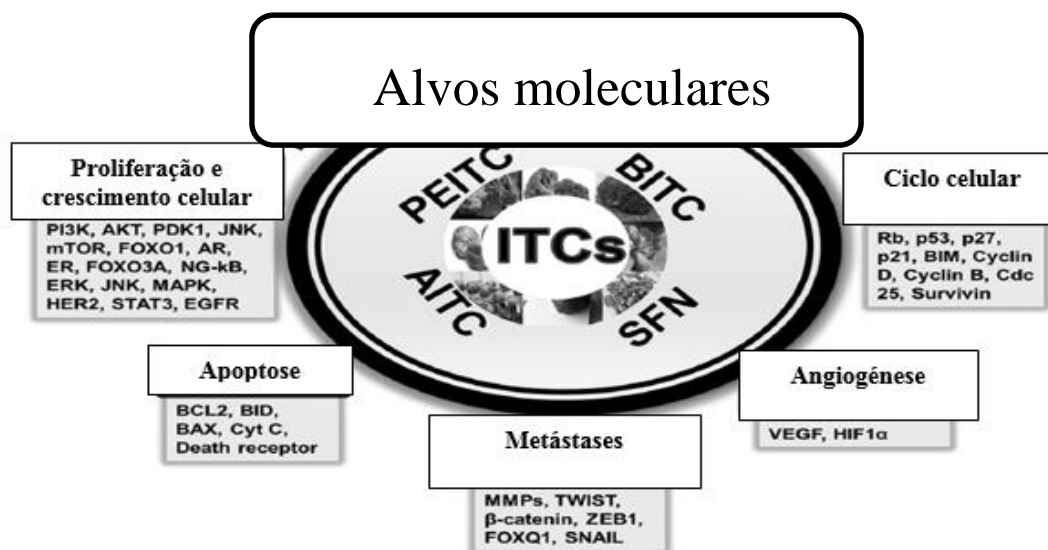 Alvos moleculares
Proliferação e
crescimento celular
PI3K, AKT, PDK1, JNK,
mTOR, FOXO1, AR,
ER, FOXO3A, NG-kB,
ERK, JNK, MAPK,
HER2, STAT3, EGFR
PEITC
BITC
ITCs
AITC
SFN
Ciclo celular
Rb, p53, p27,
p21, BIM, Cyclin
D, Cyclin B, Cdc
25, Survivin
Apoptose
BCL2, BID,
BAX, Cyt C,
Death receptor
Metástases
MMPs, TWIST,
β-catenin, ZEB1,
FOXQ1, SNAIL
Angiogénese
VEGF, HIF1α